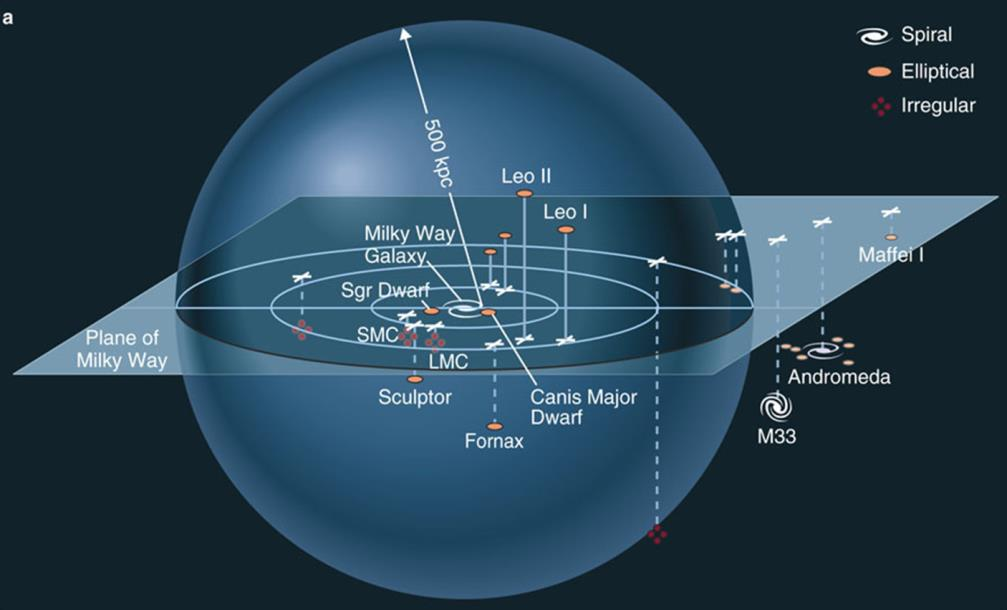 a
Spiral
Elliptical
Irregular
500 kpc
Leo II
Leo I
Milky Way
Galaxy
Maffei I
Sgr Dwarf
SMC
LMC
Plane of
Milky Way
Andromeda
Sculptor
Canis Major
Dwarf
Fornax
M33